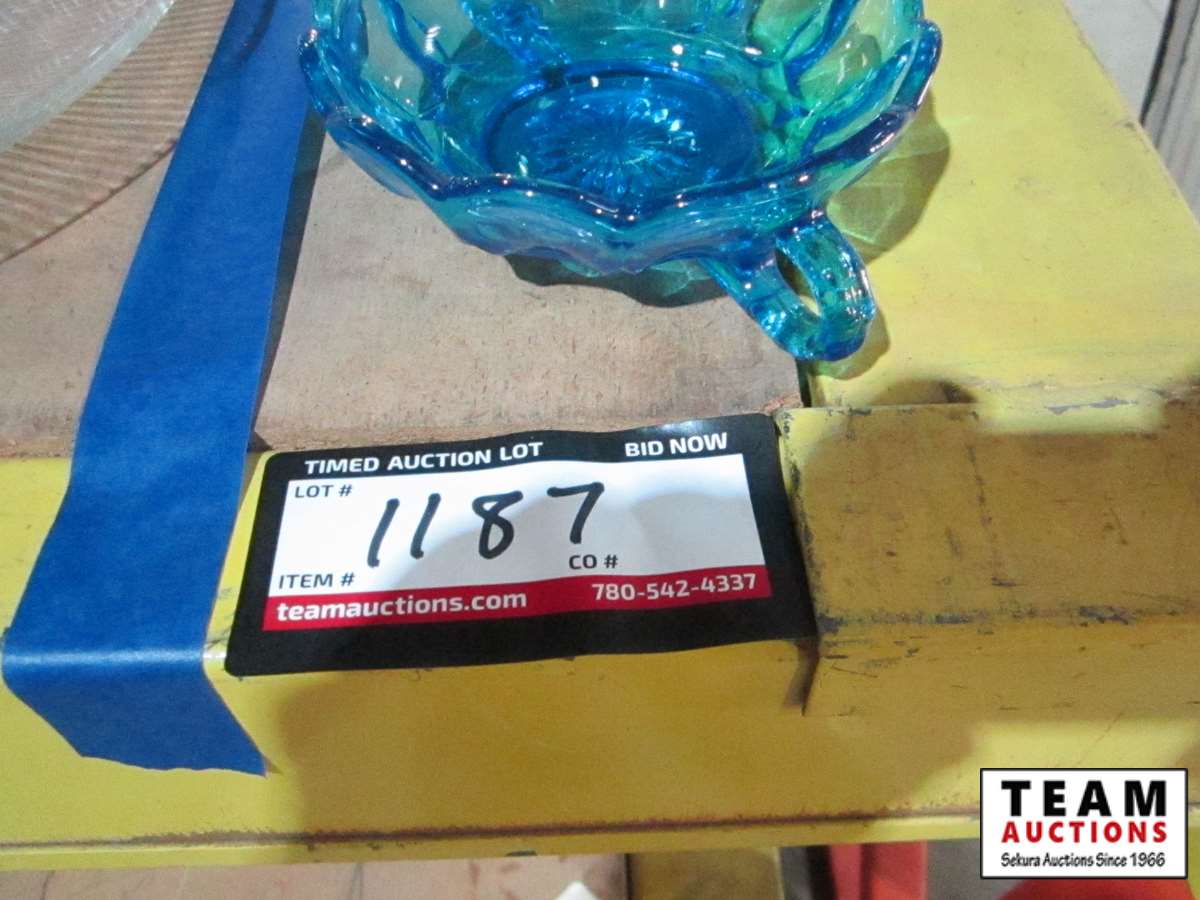 TIMED AUCTION LOT BID NOW
LOT #
1187
ITEM # CO #
teamauctions.com 780-542-4337
TEAM
AUCTIONS
Sekura Auctions Since 1966